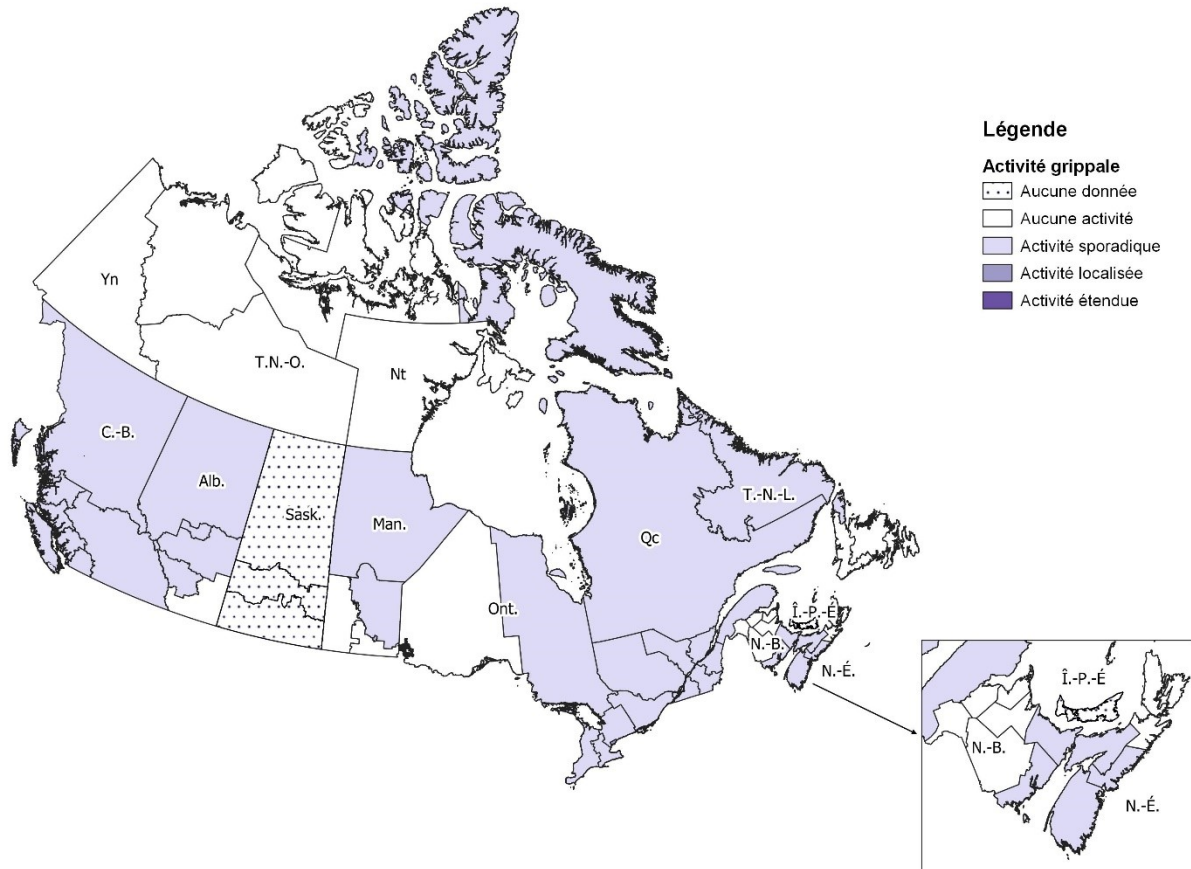 Légende
Activité grippale
Aucune donnée
Aucune activité
Activité sporadique
Activité localisée
Activité étendue
Yn
T.N.-O.
Nt
C.-B.
Alb.
Sask.
Man.
Ont.
Qc
T.-N.-L.
Î.-P.-É
N.-B.
N.-É.
Î.-P.-É
N.-B.
N.-É.